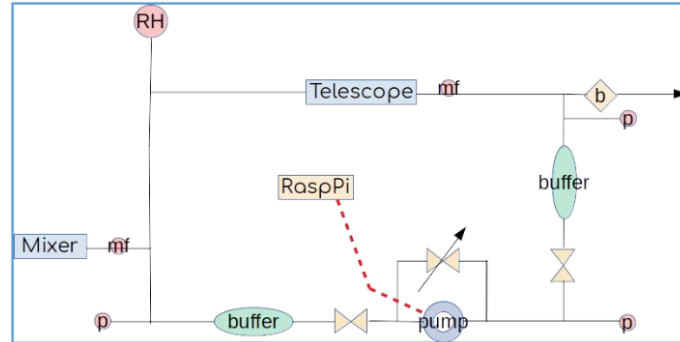 RH
Telescope
mf
b
p
buffer
RaspPi
Mixer
mf
p
buffer
pump
p